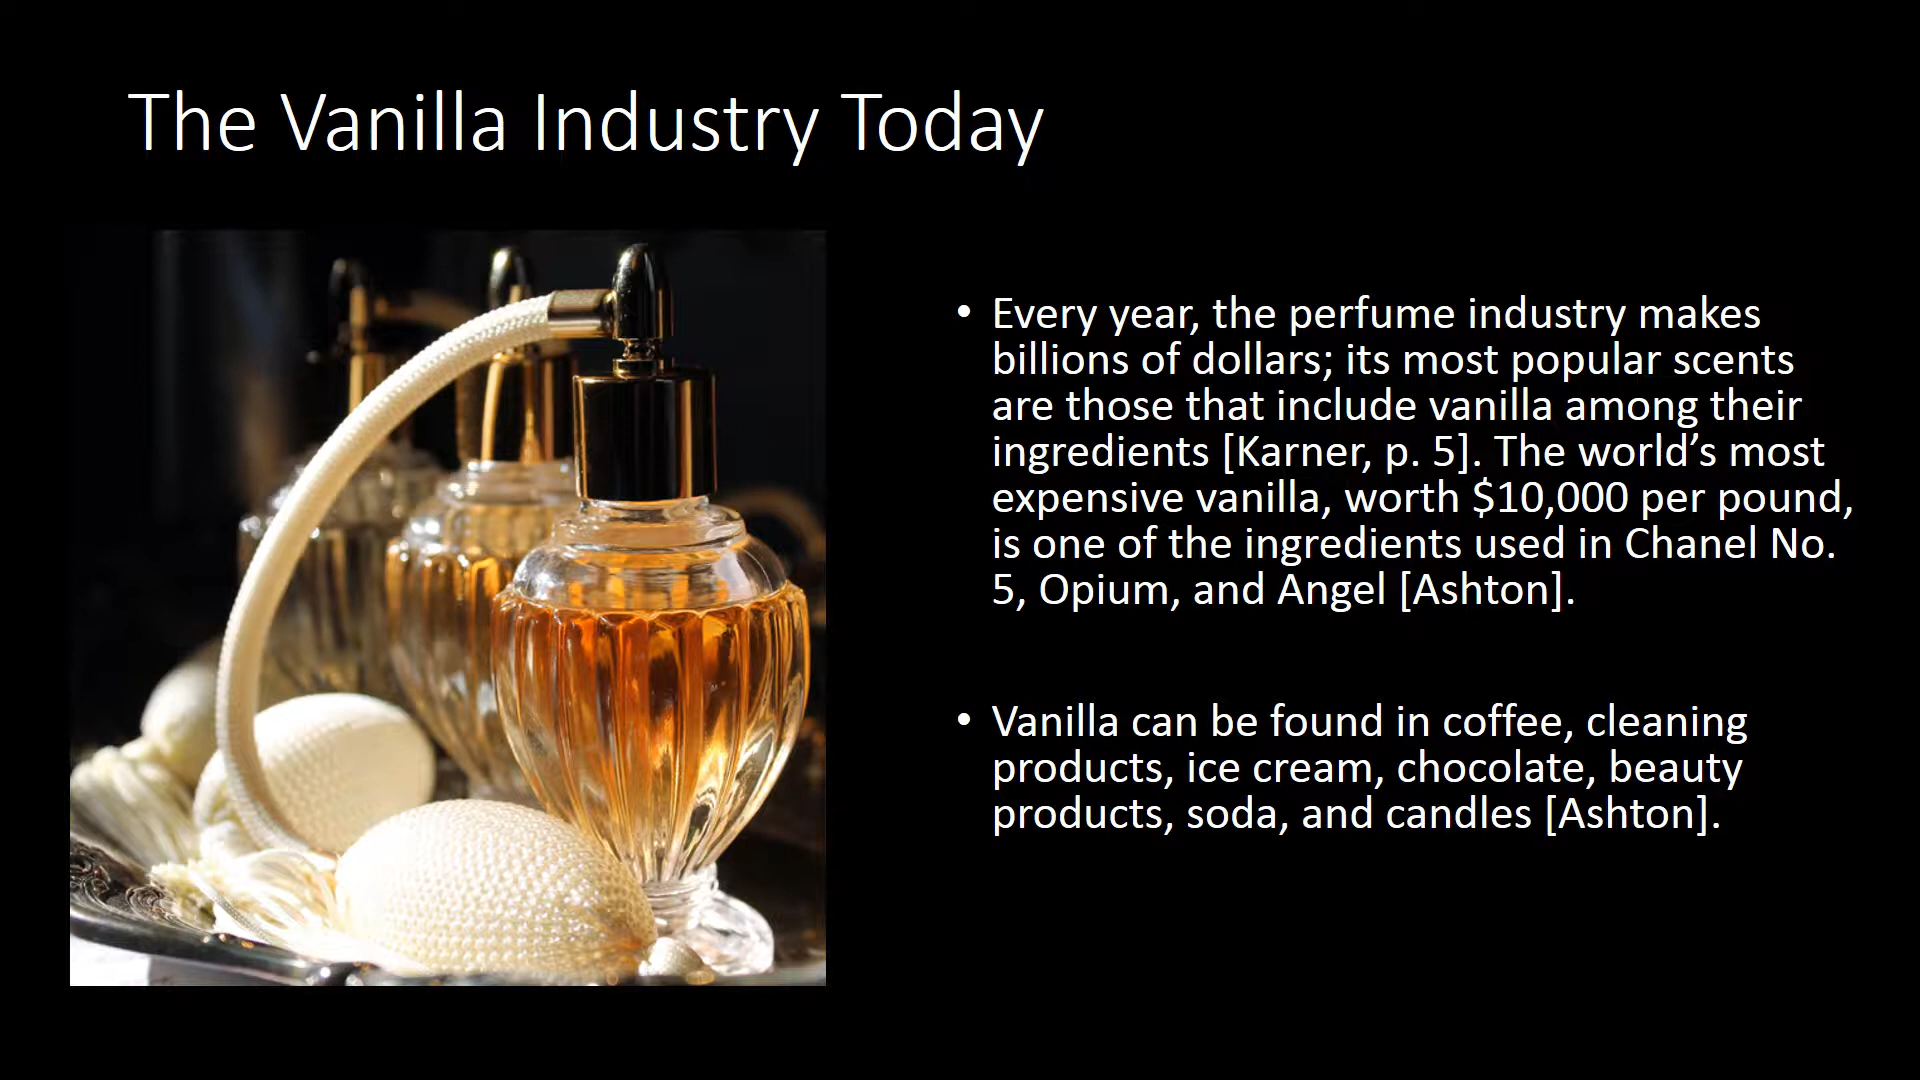 The Vanilla Industry Today
• Every year, the perfume industry makes
billions of dollars; its most popular scents
are those that include vanilla among their
ingredients [Karner, p. 5]. The world’s most
expensive vanilla, worth $10,000 per pound,
is one of the ingredients used in Chanel No.
5, Opium, and Angel [Ashton].
• Vanilla can be found in coffee, cleaning
products, ice cream, chocolate, beauty
products, soda, and candles [Ashton].